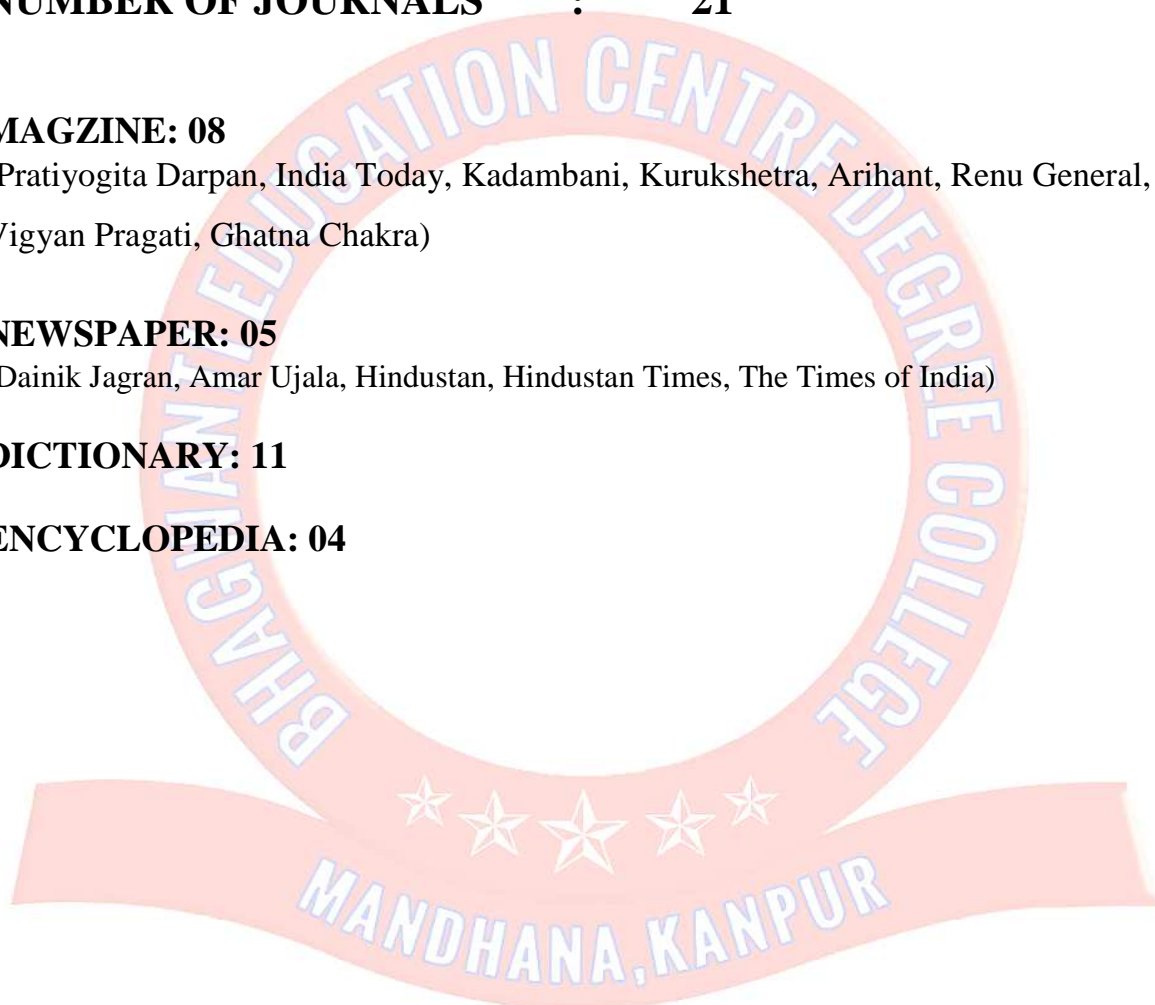 NUMBER OF JOURNALS : 21
MAGZINE: 08
Pratiyogita Darpan, India Today, Kadambani, Kurukshetra, Arihant, Renu General,
Vigyan Pragati, Ghatna Chakra)
NEWSPAPER: 05
Dainik Jagran, Amar Ujala, Hindustan, Hindustan Times, The Times of India)
DICTIONARY: 11
ENCYCLOPEDIA: 04
BHAGWANTI EDUCATION CENTRE DEGREE COLLEGE
MANDHANA, KANPUR